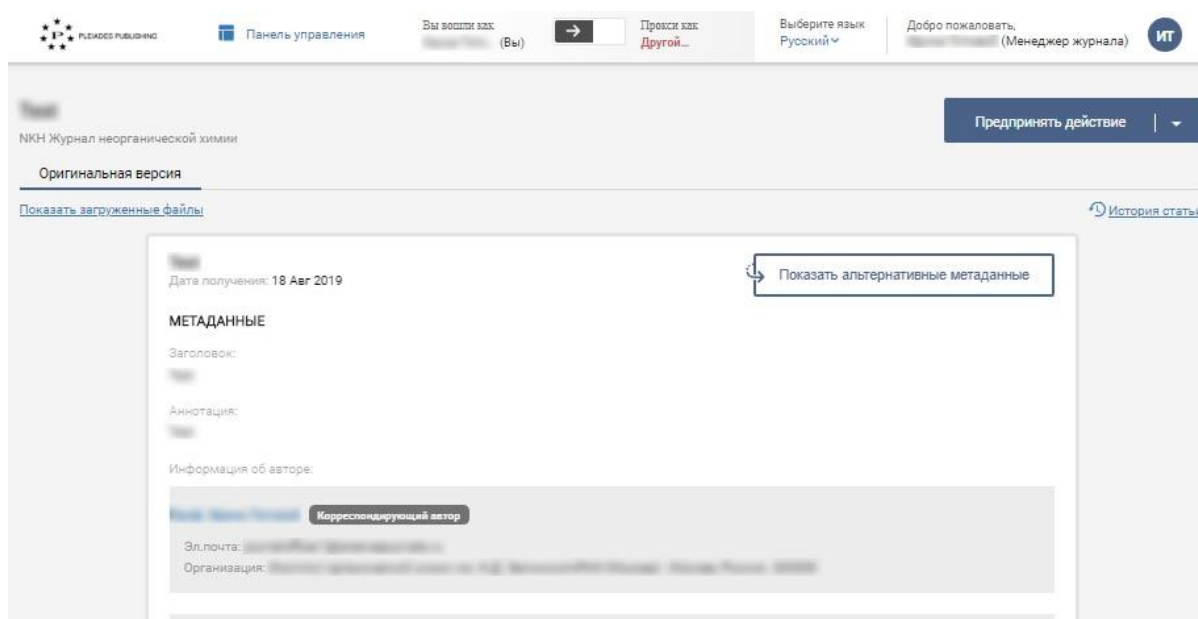 PLEIADES PUBLISHING
Панель управления
Вы вошли как
(Вы)
Прокси как
Другой...
Выберите язык
Русский
Добро пожаловать,
(Менеджер журнала)
ИТ
NKH Журнал неорганической химии
Предпринять действие
Оригинальная версия
Показать загруженные файлы
История стать
Дата получения: 18 Авг 2019
Показать альтернативные метаданные
МЕТАДАННЫЕ
Заголовок:
Аннотация:
Информация об авторе:
Корреспондирующий автор
Эл.почта:
Организация: